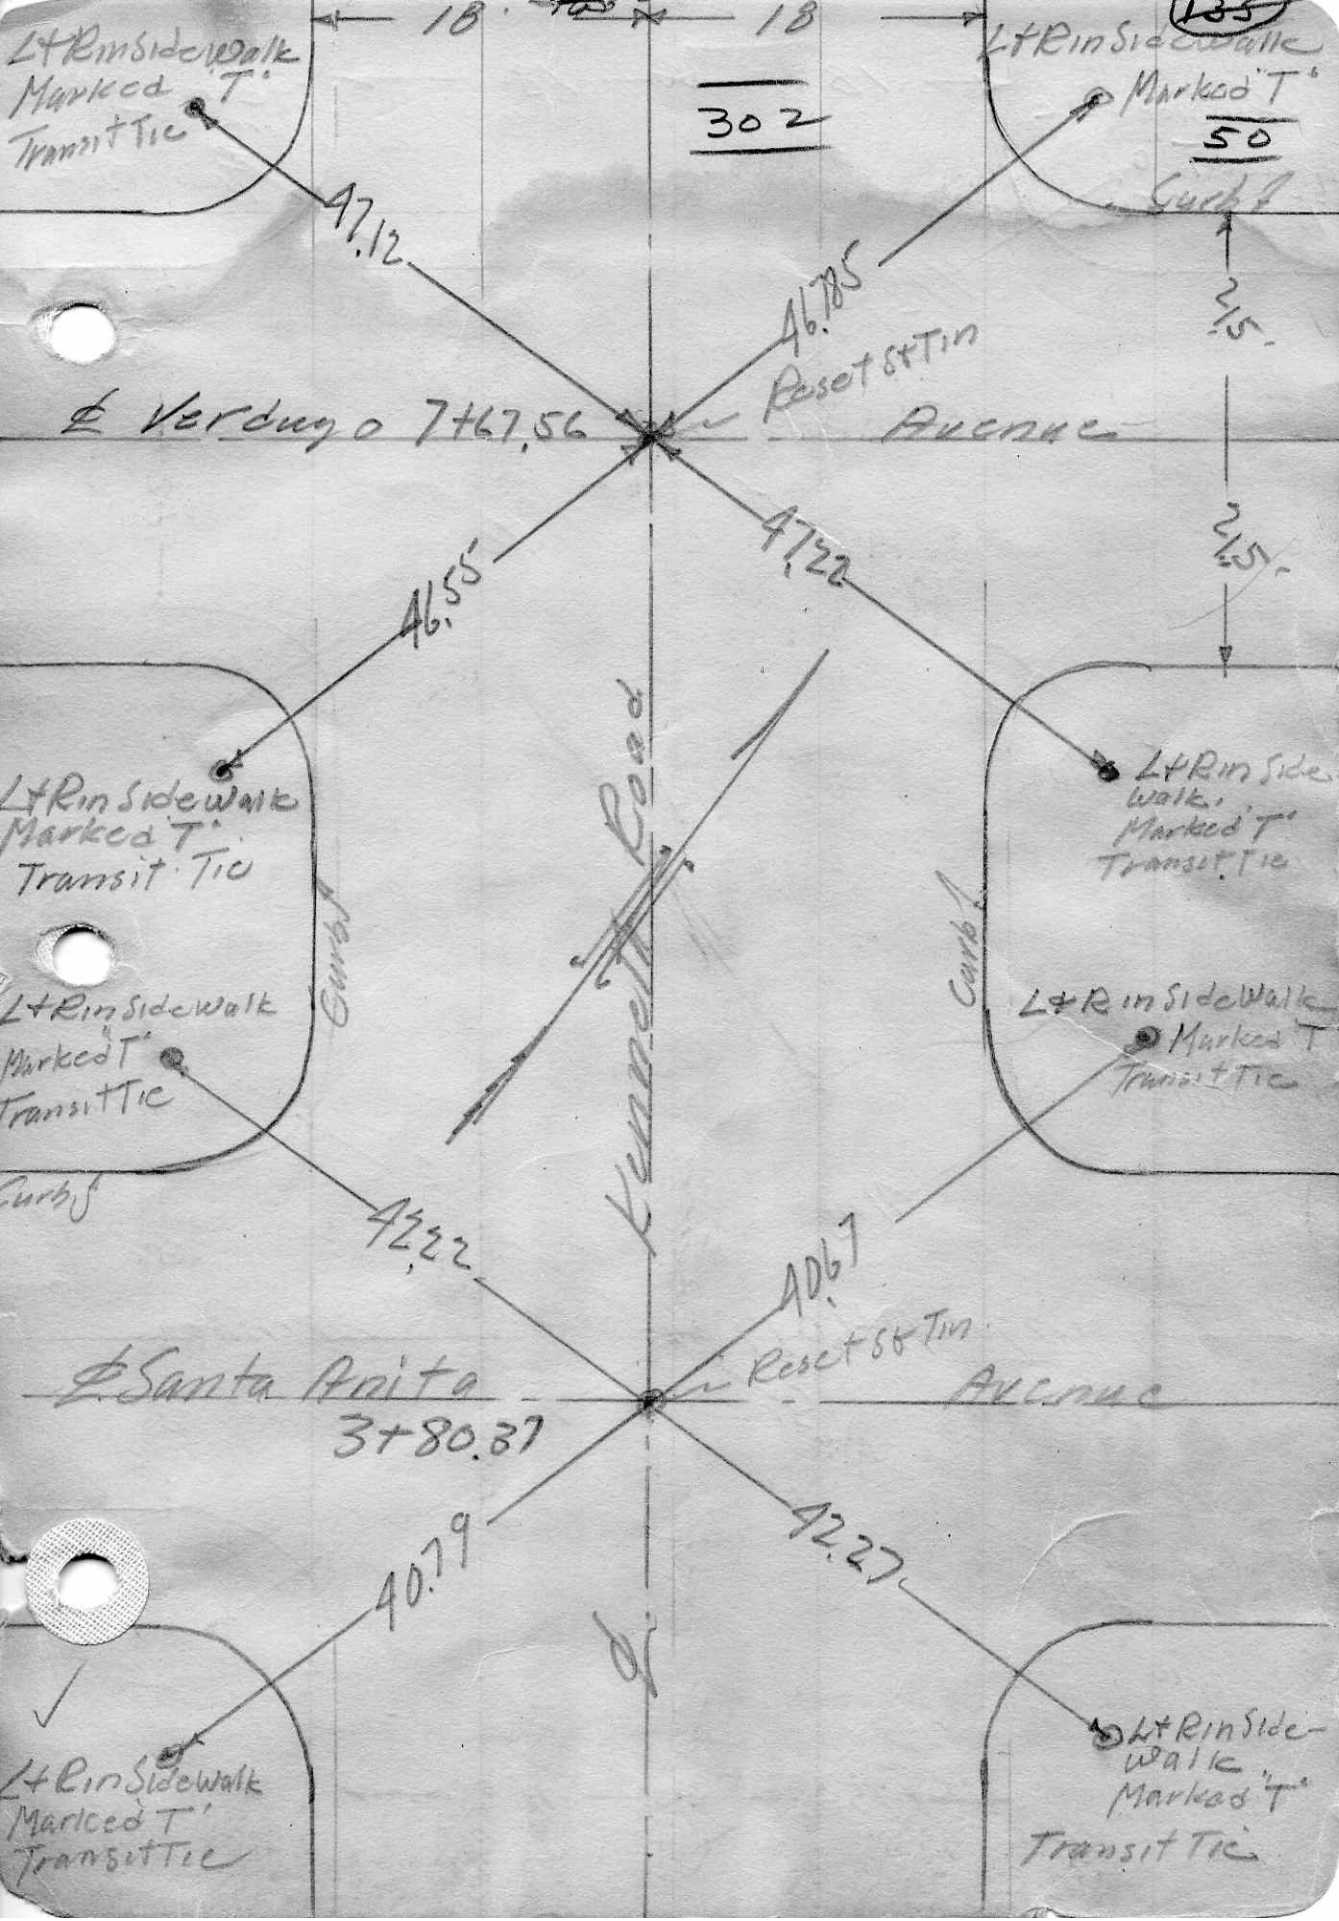 18 18
135
L+R in Sidewalk
Marked "T"
Transit Tie
302
L+R in Sidewalk
Marked "T"
50
Curb
47.12
46.785
21.5
Reset S+Tin
₵ Verdugo 7+67.56
Avenue
47.22
21.5
46.55
Kenneth Road
L+R in Sidewalk
Marked "T"
Transit Tie
L+R in Side
walk.
Marked "T"
Transit Tie
Curb
Curb
L+R in Sidewalk
Marked "T"
Transit Tie
L+R in Sidewalk
Marked T
Transit Tie
Curb
42.22
40.67
Reset S+Tin
₵ Santa Anita
Avenue
3+80.37
40.79
42.27
₵
L+R in Sidewalk
Marked "T"
Transit Tie
L+R in Side-
walk
Marked "T"
Transit Tie